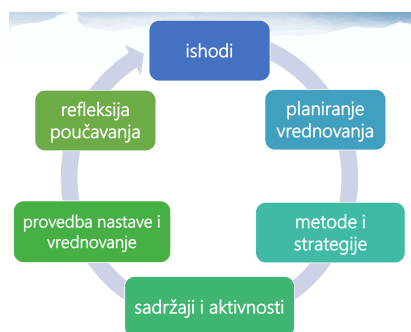 ishodi
planiranje
vrednovanja
metode i
strategije
sadržaji i aktivnosti
provedba nastave i
vrednovanje
refleksija
poučavanja